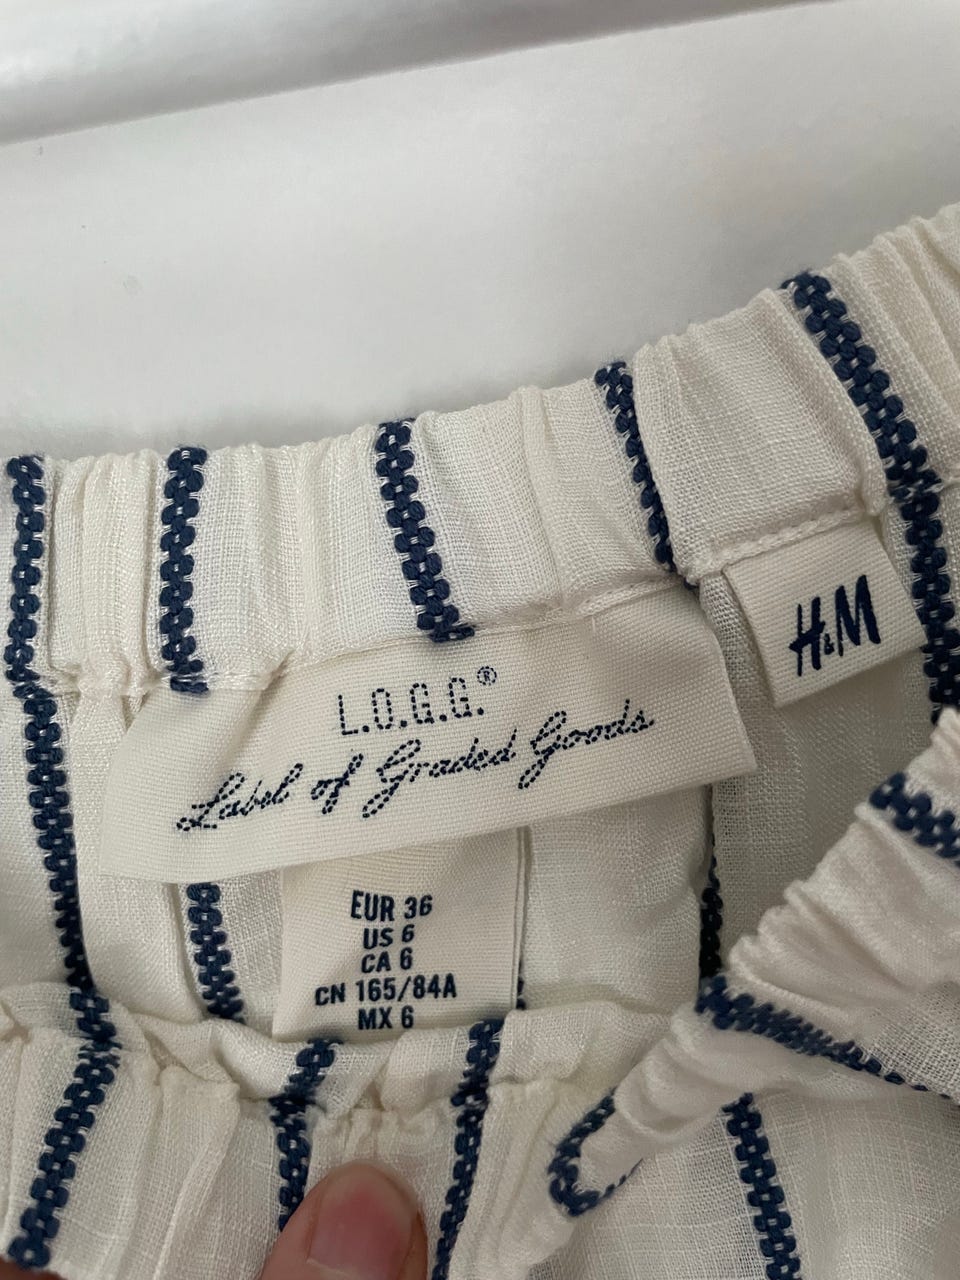 H&M
L.O.G.G.®
Label of Graded Goods
EUR 36
US 6
CA 6
CN 165/84A
MX 6